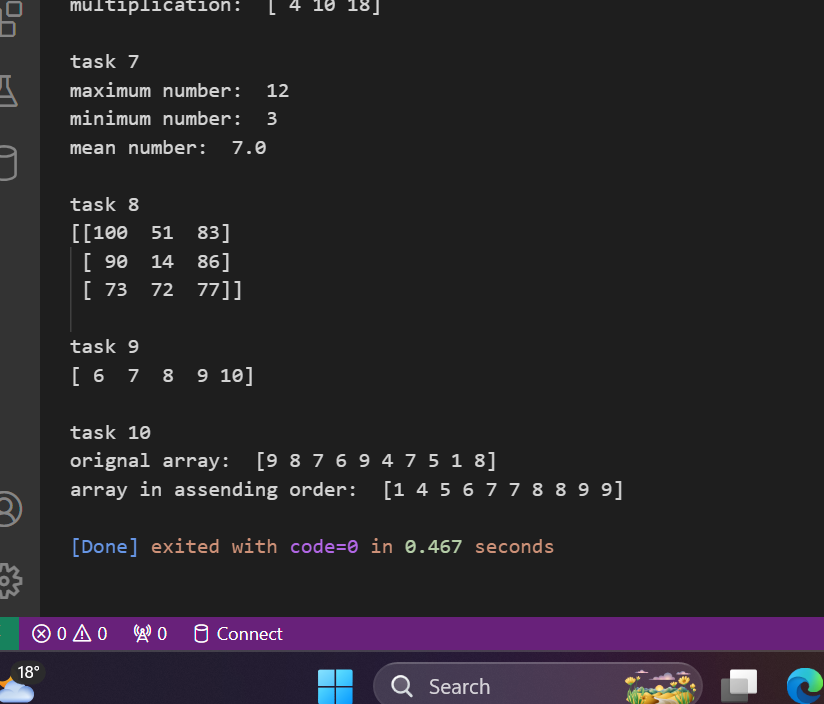 multiplication:  [ 4 10 18]
task 7
maximum number:  12
minimum number:  3
mean number:  7.0
task 8
[[100  51  83]
 [ 90  14  86]
 [ 73  72  77]]
task 9
[ 6  7  8  9 10]
task 10
orignal array:  [9 8 7 6 9 4 7 5 1 8]
array in assending order:  [1 4 5 6 7 7 8 8 9 9]
[Done] exited with code=0 in 0.467 seconds
0 0 0 Connect
18°
Search